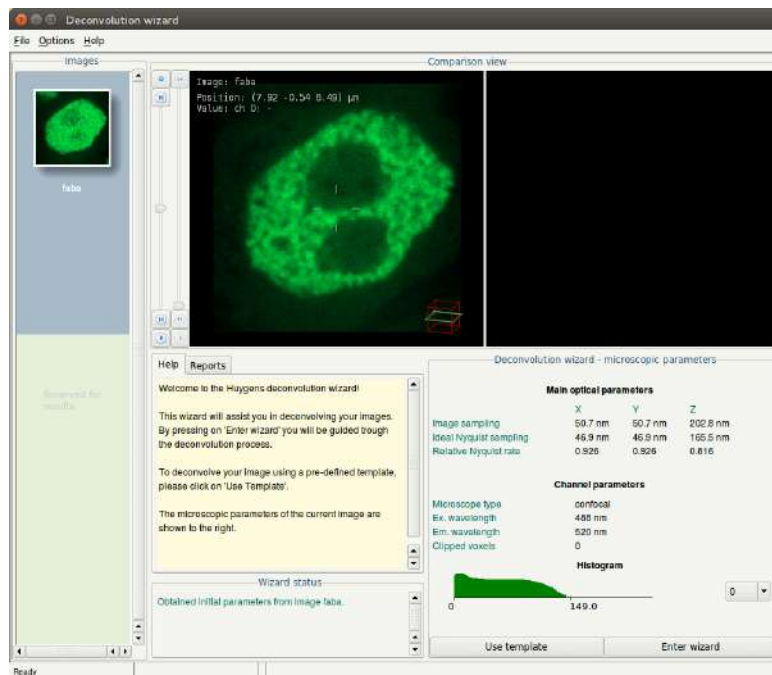 Deconvolution wizard
File Options Help
Images
Comparison view
Image: faba
Position: (7.92 -0.54 6.49) µm
Value: ch 0: -
faba
Reserved for
results
Help Reports
Welcome to the Huygens deconvolution wizard!
This wizard will assist you in deconvolving your images.
By pressing on 'Enter wizard' you will be guided trough
the deconvolution process.
To deconvolve your image using a pre-defined template,
please click on 'Use Template'.
The microscopic parameters of the current image are
shown to the right.
Wizard status
Obtained initial parameters from image faba.
Deconvolution wizard - microscopic parameters
Main optical parameters
X Y Z
Image sampling 50.7 nm 50.7 nm 202.8 nm
Ideal Nyquist sampling 46.9 nm 46.9 nm 165.5 nm
Relative Nyquist rate 0.926 0.926 0.816
Channel parameters
Microscope type confocal
Ex. wavelength 488 nm
Em. wavelength 520 nm
Clipped voxels 0
Histogram
0 149.0
0
Use template Enter wizard
Ready